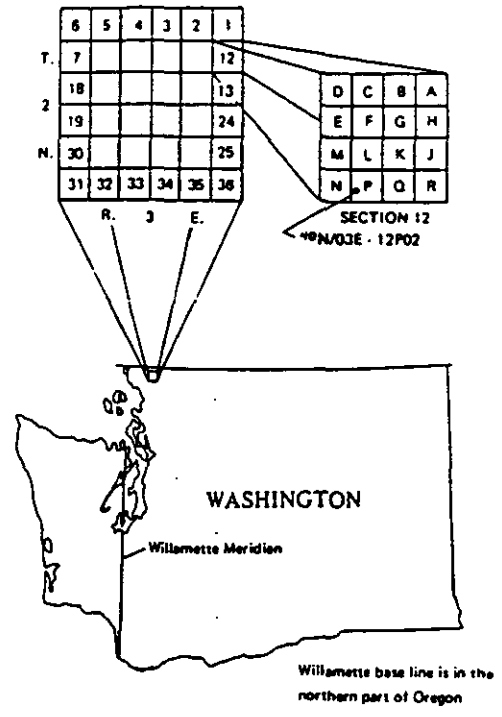 6 5 4 3 2 1
T. 7 12
18 13
2
19 24
N. 30 25
31 32 33 34 35 36
R. 3 E.
D C B A
E F G H
M L K J
N P Q R
SECTION 12
N/03E - 12P02
WASHINGTON
Willamette Meridian
Willamette base line is in the
northern part of Oregon